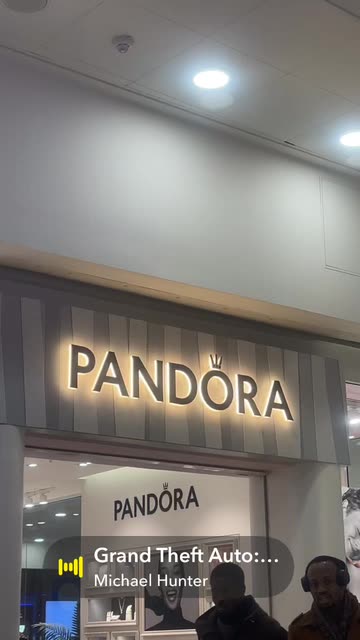 PANDORA
PANDORA
Grand Theft Auto:...
Michael Hunter